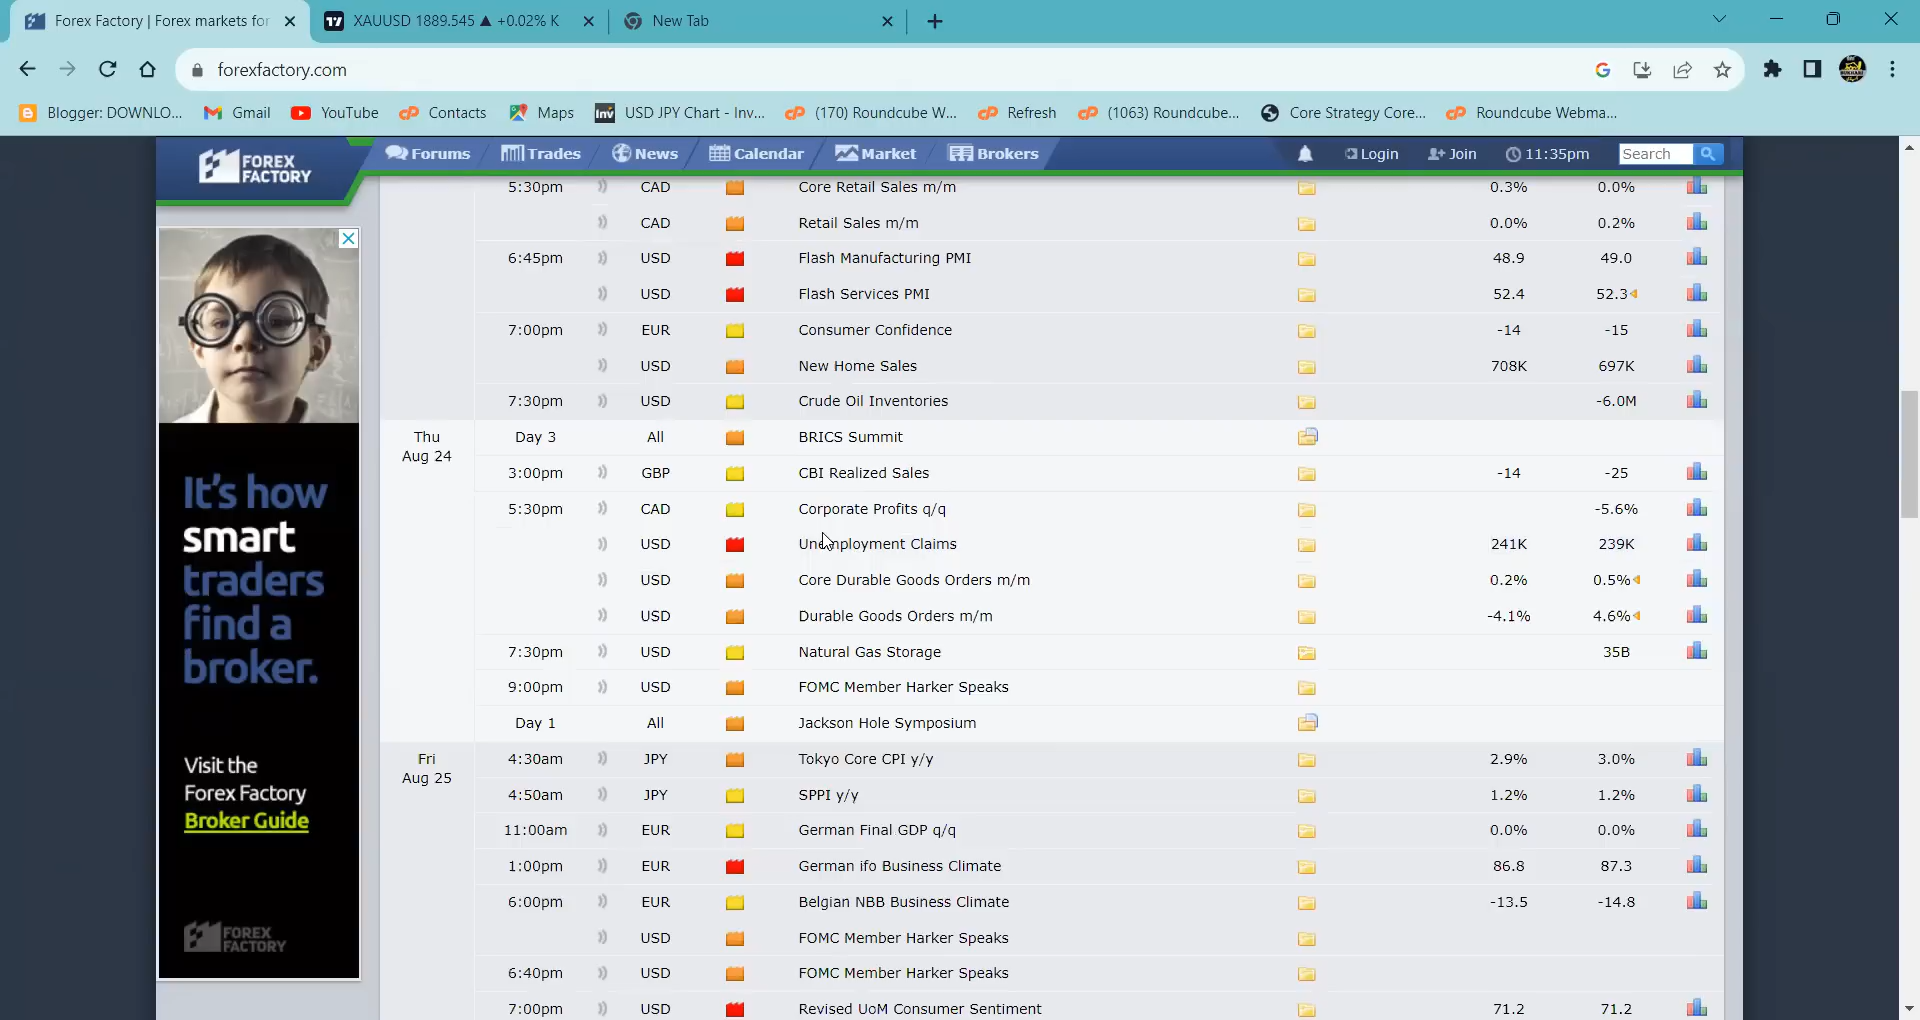 Forex Factory | Forex markets for
XAUUSD 1889.545 ▲ +0.02% K
New Tab
forexfactory.com
Blogger: DOWNLO...
Gmail
YouTube
Contacts
Maps
USD JPY Chart - Inv...
(170) Roundcube W...
Refresh
(1063) Roundcube...
Core Strategy Core...
Roundcube Webma...
FOREX
FACTORY
Forums
Trades
News
Calendar
Market
Brokers
Login
Join
11:35pm
Search
5:30pm CAD Core Retail Sales m/m 0.3% 0.0%
CAD Retail Sales m/m 0.0% 0.2%
6:45pm USD Flash Manufacturing PMI 48.9 49.0
USD Flash Services PMI 52.4 52.3
7:00pm EUR Consumer Confidence -14 -15
USD New Home Sales 708K 697K
7:30pm USD Crude Oil Inventories -6.0M
Thu
Aug 24
Day 3 All BRICS Summit
3:00pm GBP CBI Realized Sales -14 -25
5:30pm CAD Corporate Profits q/q -5.6%
USD Unemployment Claims 241K 239K
USD Core Durable Goods Orders m/m 0.2% 0.5%
USD Durable Goods Orders m/m -4.1% 4.6%
7:30pm USD Natural Gas Storage 35B
9:00pm USD FOMC Member Harker Speaks
Day 1 All Jackson Hole Symposium
Fri
Aug 25
4:30am JPY Tokyo Core CPI y/y 2.9% 3.0%
4:50am JPY SPPI y/y 1.2% 1.2%
11:00am EUR German Final GDP q/q 0.0% 0.0%
1:00pm EUR German ifo Business Climate 86.8 87.3
6:00pm EUR Belgian NBB Business Climate -13.5 -14.8
USD FOMC Member Harker Speaks
6:40pm USD FOMC Member Harker Speaks
7:00pm USD Revised UoM Consumer Sentiment 71.2 71.2
It's how
smart
traders
find a
broker.
Visit the
Forex Factory
Broker Guide
FOREX
FACTORY